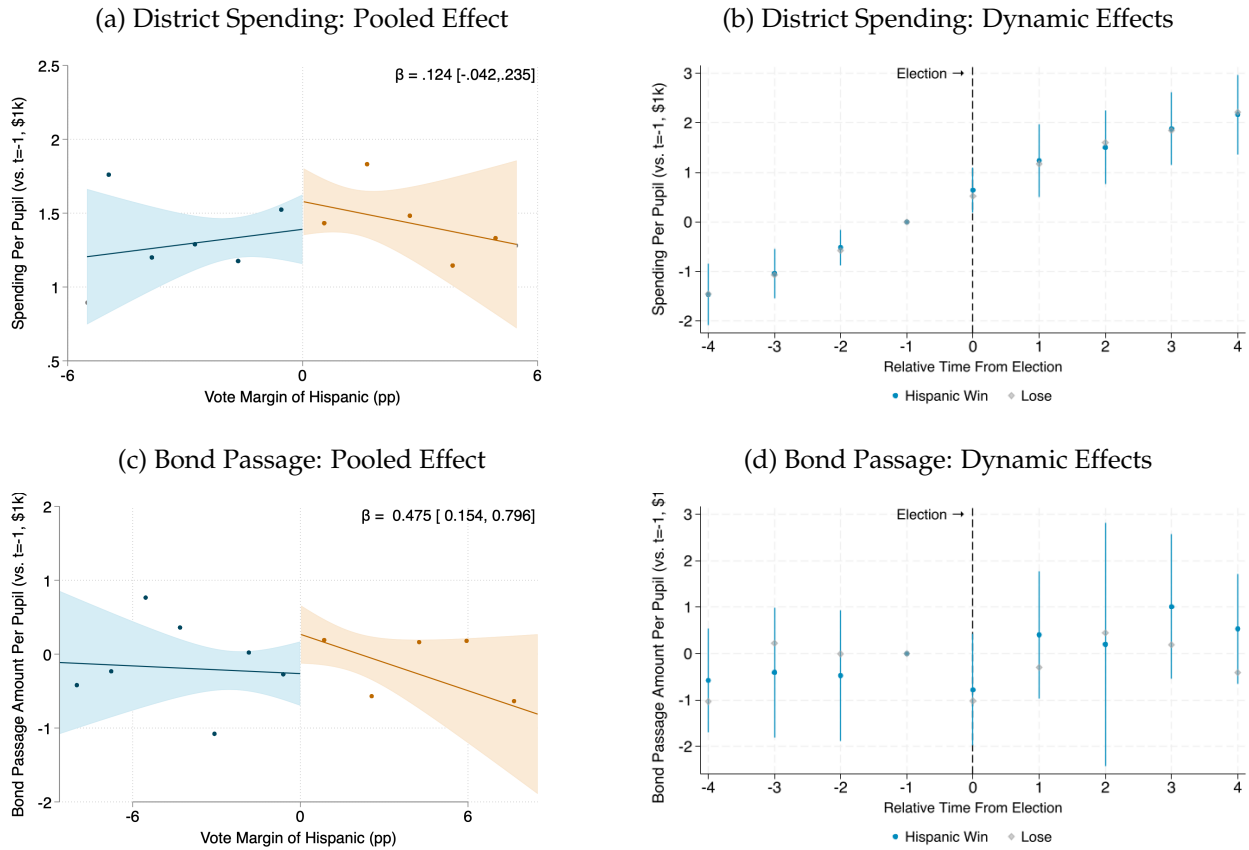 (a) District Spending: Pooled Effect
2.5
2
1.5
1
.5
-6
0
6
β = .124 [-.042,.235]
Spending Per Pupil (vs. t=-1, $1k)
Vote Margin of Hispanic (pp)
(b) District Spending: Dynamic Effects
3
2
1
0
-1
-2
-4
-3
-2
-1
0
1
2
3
4
Election →
Spending Per Pupil (vs. t=-1, $1k)
Relative Time From Election
Hispanic Win Lose
(c) Bond Passage: Pooled Effect
2
1
0
-1
-2
-6
0
6
β = 0.475 [ 0.154, 0.796]
Bond Passage Amount Per Pupil (vs. t=-1, $1k)
Vote Margin of Hispanic (pp)
(d) Bond Passage: Dynamic Effects
3
2
1
0
-1
-2
-4
-3
-2
-1
0
1
2
3
4
Election →
Bond Passage Amount Per Pupil (vs. t=-1, $1
Relative Time From Election
Hispanic Win Lose